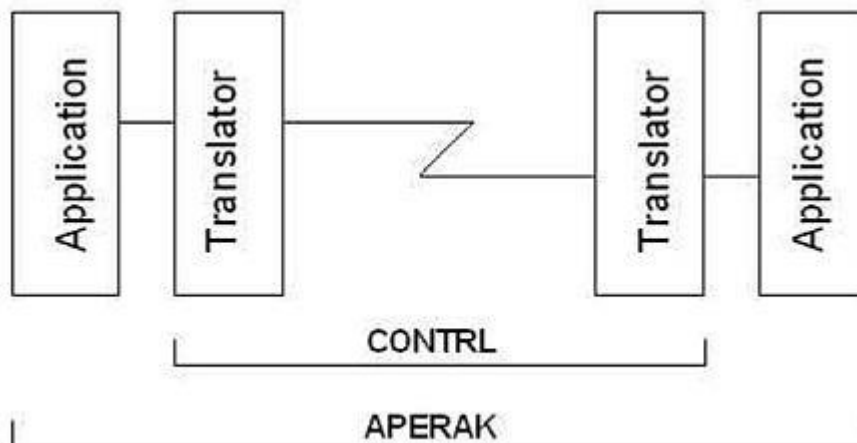 Application
Translator
Translator
Application
CONTRL
APERAK